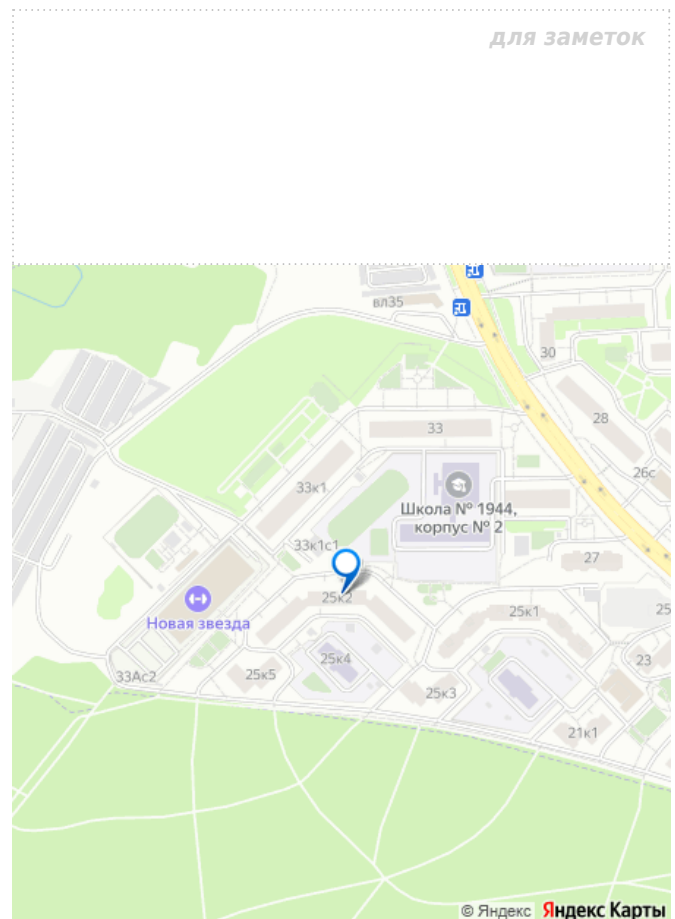 для заметок
вл35
30
28
33
26с
33к1
Школа № 1944,
корпус № 2
33к1с1
27
25к2
25к1
25
Новая звезда
25к4
23
33Ас2
25к5
25к3
21к1
© Яндекс Яндекс Карты